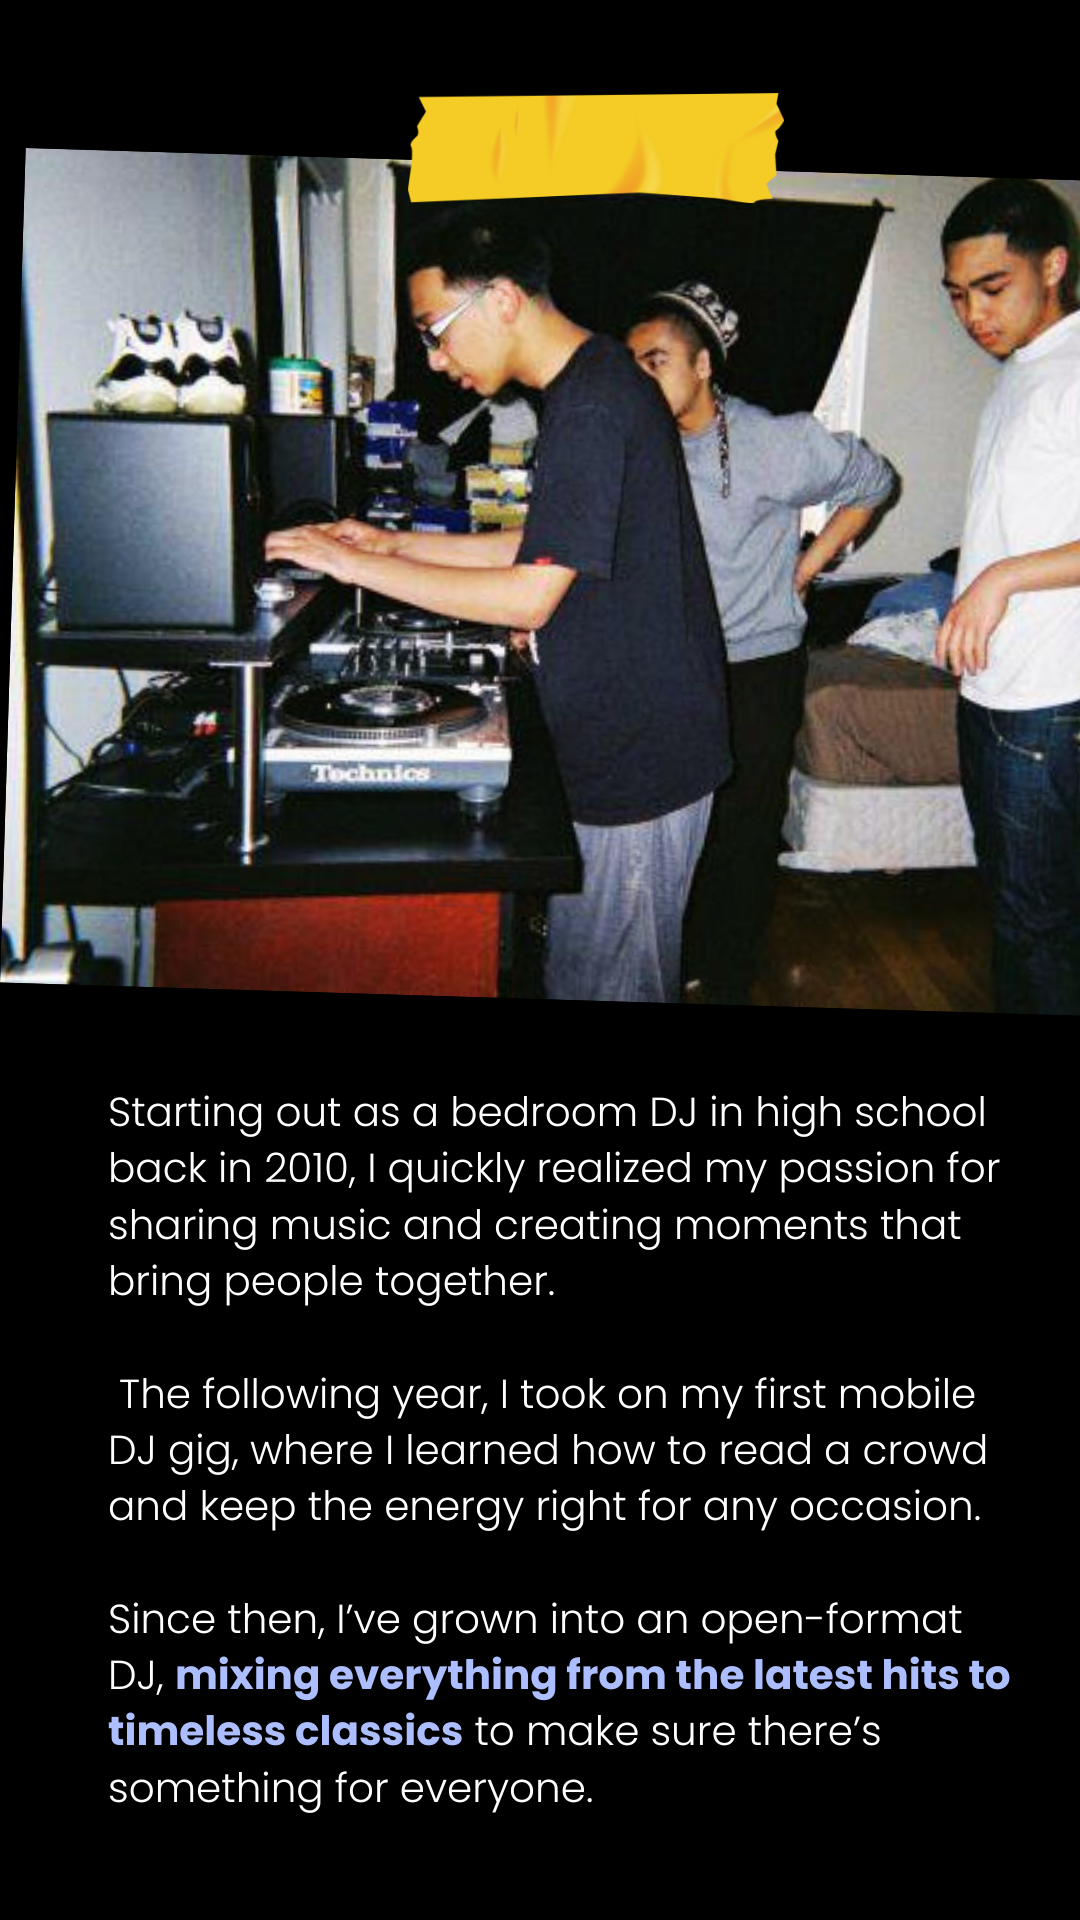 Technics
Starting out as a bedroom DJ in high school
back in 2010, I quickly realized my passion for
sharing music and creating moments that
bring people together.
The following year, I took on my first mobile
DJ gig, where I learned how to read a crowd
and keep the energy right for any occasion.
Since then, I’ve grown into an open-format
DJ, mixing everything from the latest hits to
timeless classics to make sure there’s
something for everyone.